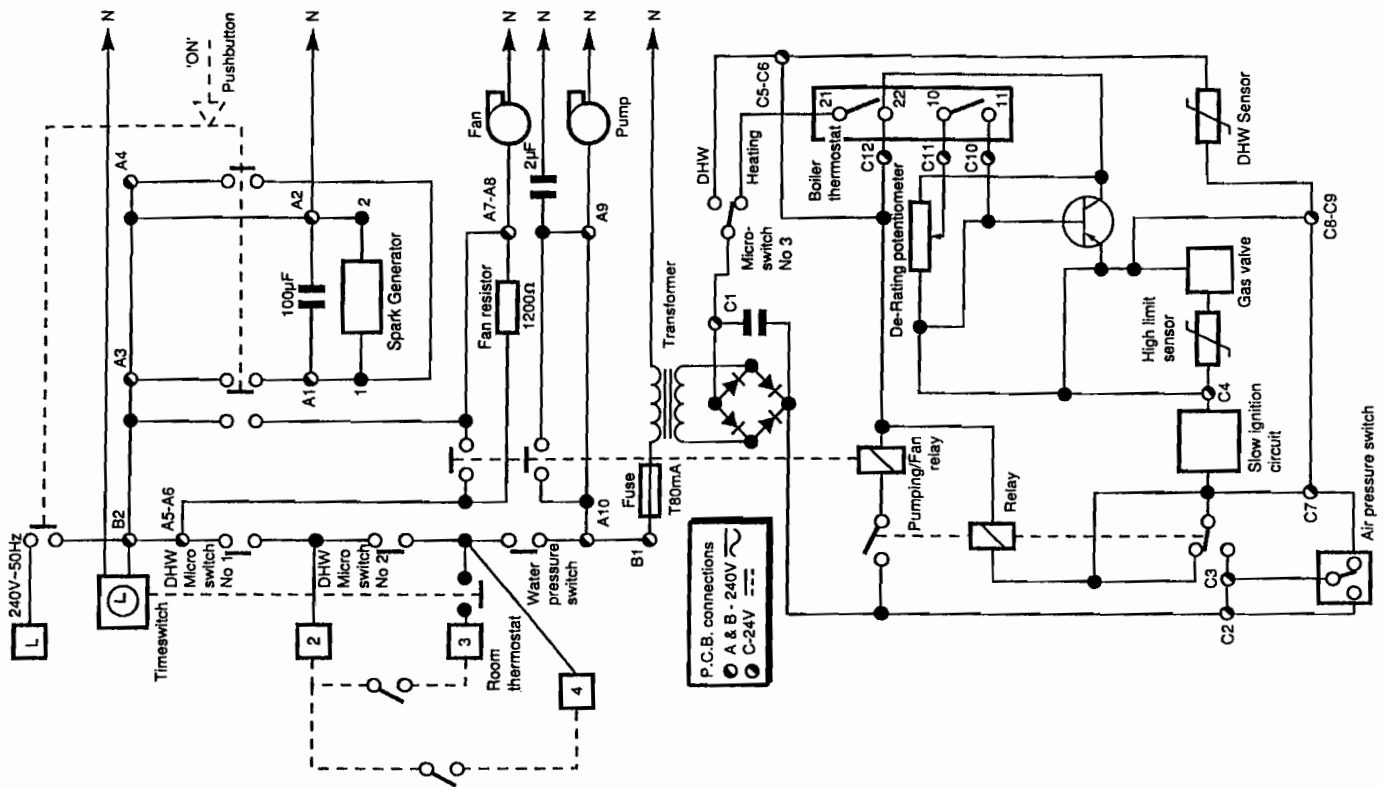 240V~50Hz
L
Timeswitch
B2
A5-A6
DHW
Micro
switch
No 1
DHW
Micro
switch
No 2
Water
pressure
switch
A10
B1
2
3
Room
thermostat
4
'ON'
Pushbutton
N
N
N
N
N
N
A4
A3
A2
A1
2
1
100µF
Spark Generator
Fan
2µF
Pump
A7-A8
A9
Fan resistor
1200Ω
Transformer
Fuse
T80mA
P.C.B. connections
A & B - 240V
C-24V
C1
Micro-
switch
No 3
DHW
Heating
C5-C6
Boiler
thermostat
21
22
10
11
C12
C11
C10
De-Rating potentiometer
Pumping/Fan
relay
Relay
High limit
sensor
Gas valve
DHW Sensor
C8-C9
C4
Slow ignition
circuit
C7
C3
C2
Air pressure switch